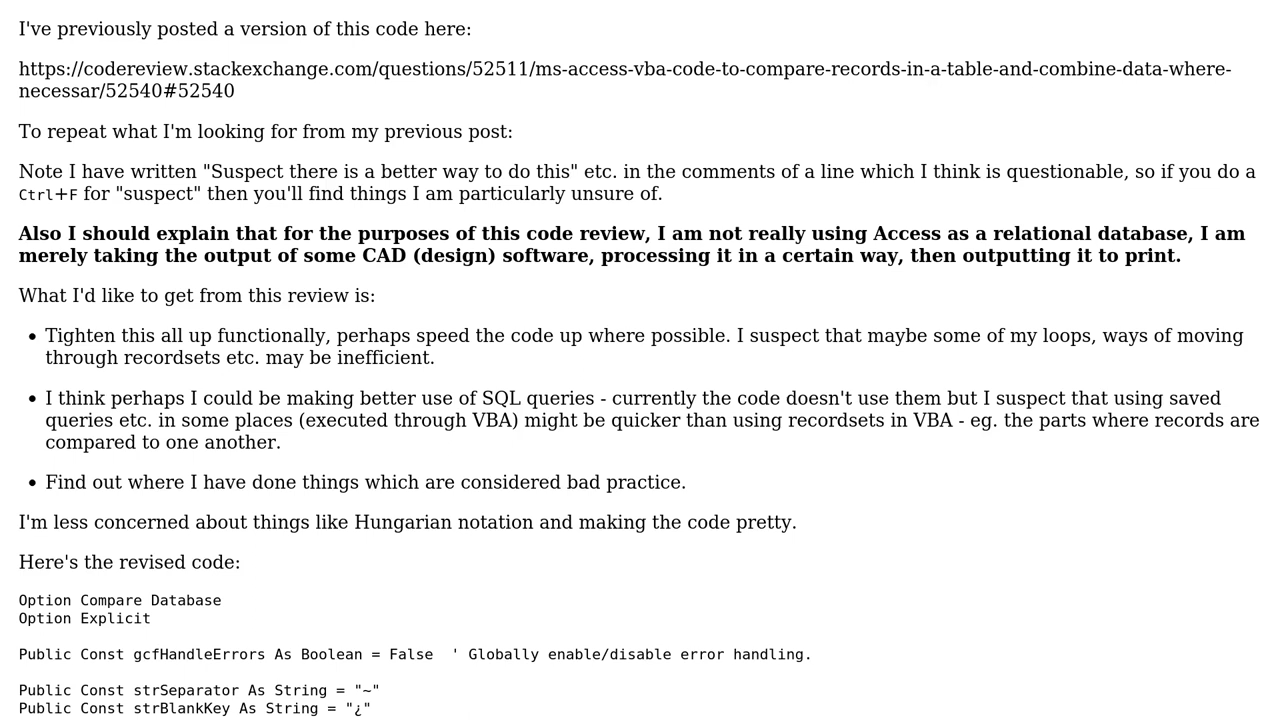 I've previously posted a version of this code here:
https://codereview.stackexchange.com/questions/52511/ms-access-vba-code-to-compare-records-in-a-table-and-combine-data-where-
necessar/52540#52540
To repeat what I'm looking for from my previous post:
Note I have written "Suspect there is a better way to do this" etc. in the comments of a line which I think is questionable, so if you do a
Ctrl+F for "suspect" then you'll find things I am particularly unsure of.
Also I should explain that for the purposes of this code review, I am not really using Access as a relational database, I am
merely taking the output of some CAD (design) software, processing it in a certain way, then outputting it to print.
What I'd like to get from this review is:
• Tighten this all up functionally, perhaps speed the code up where possible. I suspect that maybe some of my loops, ways of moving
through recordsets etc. may be inefficient.
• I think perhaps I could be making better use of SQL queries - currently the code doesn't use them but I suspect that using saved
queries etc. in some places (executed through VBA) might be quicker than using recordsets in VBA - eg. the parts where records are
compared to one another.
• Find out where I have done things which are considered bad practice.
I'm less concerned about things like Hungarian notation and making the code pretty.
Here's the revised code:
Option Compare Database
Option Explicit
Public Const gcfHandleErrors As Boolean = False  ' Globally enable/disable error handling.
Public Const strSeparator As String = "~"
Public Const strBlankKey As String = "¿"